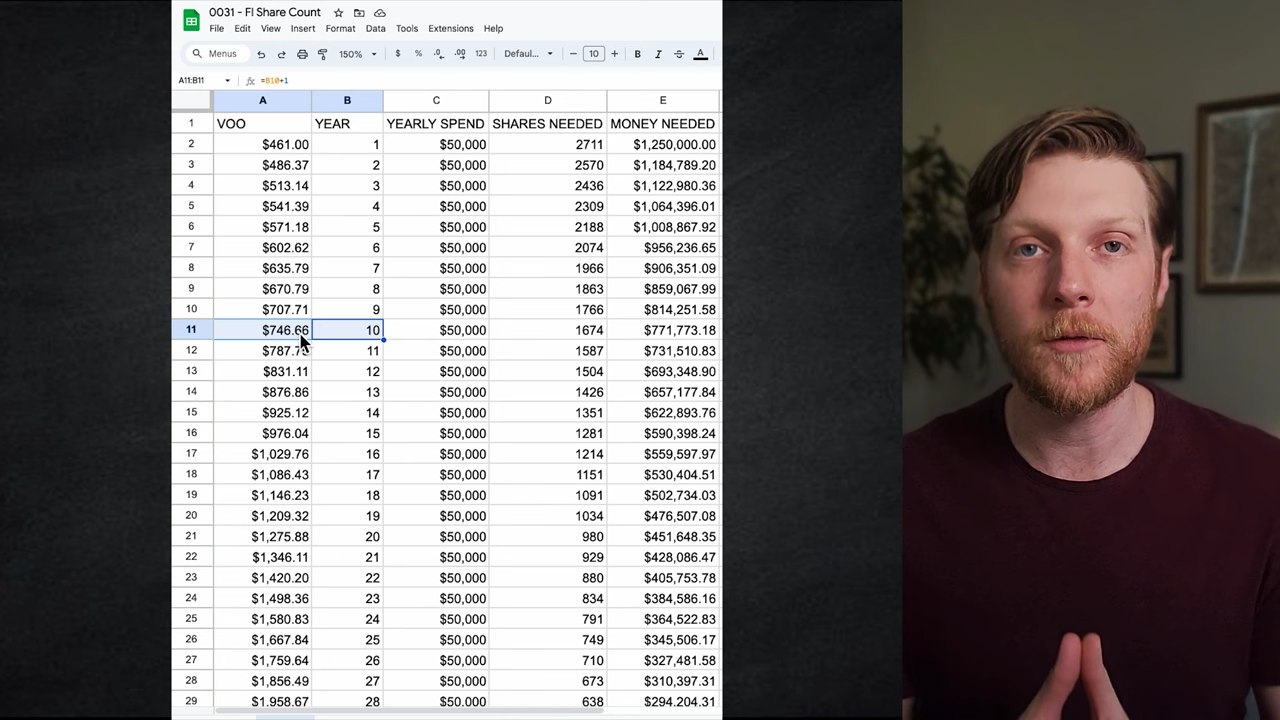 0031 - FI Share Count
File Edit View Insert Format Data Tools Extensions Help
Menus 150% $ % .0 .00 123 Defaul... − 10 + B I S A
A11:B11 fx =B10+1
A B C D E
1 VOO YEAR YEARLY SPEND SHARES NEEDED MONEY NEEDED
2 $461.00 1 $50,000 2711 $1,250,000.00
3 $486.37 2 $50,000 2570 $1,184,789.20
4 $513.14 3 $50,000 2436 $1,122,980.36
5 $541.39 4 $50,000 2309 $1,064,396.01
6 $571.18 5 $50,000 2188 $1,008,867.92
7 $602.62 6 $50,000 2074 $956,236.65
8 $635.79 7 $50,000 1966 $906,351.09
9 $670.79 8 $50,000 1863 $859,067.99
10 $707.71 9 $50,000 1766 $814,251.58
11 $746.66 10 $50,000 1674 $771,773.18
12 11 $50,000 1587 $731,510.83
13 $831.11 12 $50,000 1504 $693,348.90
14 $876.86 13 $50,000 1426 $657,177.84
15 $925.12 14 $50,000 1351 $622,893.76
16 $976.04 15 $50,000 1281 $590,398.24
17 $1,029.76 16 $50,000 1214 $559,597.97
18 $1,086.43 17 $50,000 1151 $530,404.51
19 $1,146.23 18 $50,000 1091 $502,734.03
20 $1,209.32 19 $50,000 1034 $476,507.08
21 $1,275.88 20 $50,000 980 $451,648.35
22 $1,346.11 21 $50,000 929 $428,086.47
23 $1,420.20 22 $50,000 880 $405,753.78
24 $1,498.36 23 $50,000 834 $384,586.16
25 $1,580.83 24 $50,000 791 $364,522.83
26 $1,667.84 25 $50,000 749 $345,506.17
27 $1,759.64 26 $50,000 710 $327,481.58
28 $1,856.49 27 $50,000 673 $310,397.31
29 $1,958.67 28 $50,000 638 $294,204.31